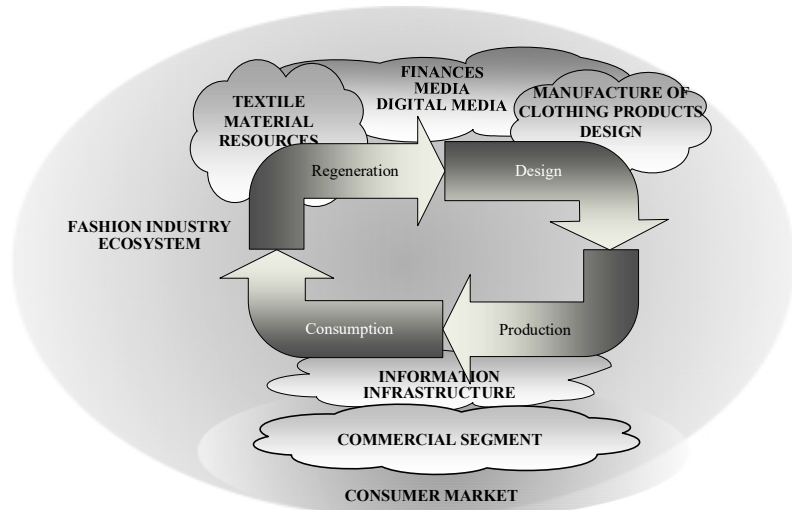 FINANCES
MEDIA
DIGITAL MEDIA
TEXTILE
MATERIAL
RESOURCES
MANUFACTURE OF
CLOTHING PRODUCTS
DESIGN
Regeneration
Design
FASHION INDUSTRY
ECOSYSTEM
Consumption
Production
INFORMATION
INFRASTRUCTURE
COMMERCIAL SEGMENT
CONSUMER MARKET